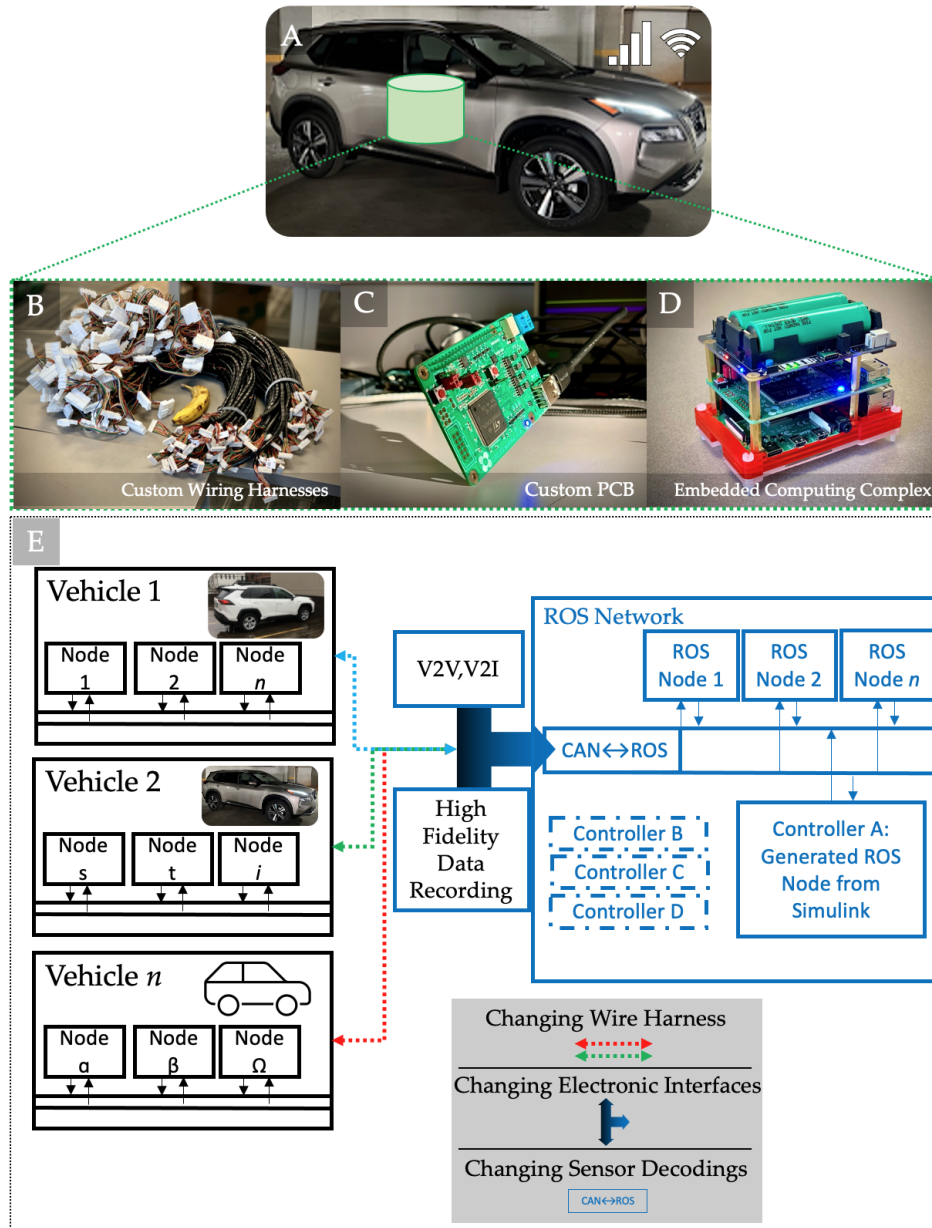 A
B
Custom Wiring Harnesses
C
Custom PCB
D
Embedded Computing Complex
E
Vehicle 1
Node
1
Node
2
Node
n
Vehicle 2
Node
s
Node
t
Node
i
Vehicle n
Node
α
Node
β
Node
Ω
V2V,V2I
High
Fidelity
Data
Recording
ROS Network
ROS
Node 1
ROS
Node 2
ROS
Node n
CAN↔ROS
Controller B
Controller C
Controller D
Controller A:
Generated ROS
Node from
Simulink
Changing Wire Harness
Changing Electronic Interfaces
Changing Sensor Decodings
CAN↔ROS